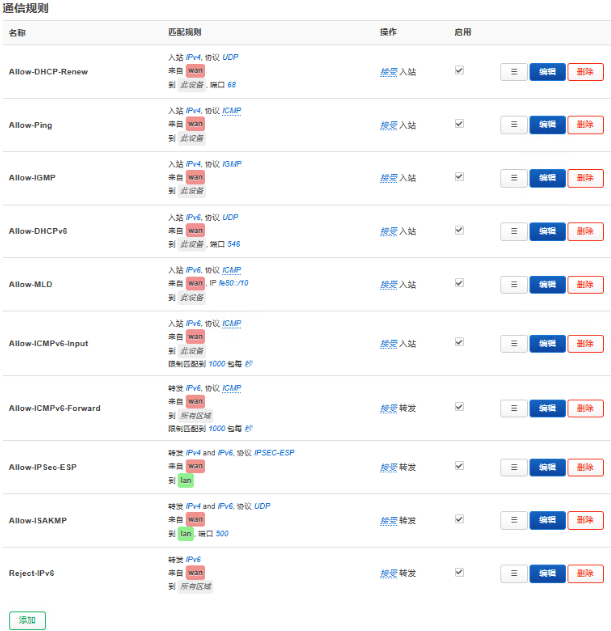 通信规则
名称 匹配规则 操作 启用
Allow-DHCP-Renew
入站 IPv4, 协议 UDP
来自 wan
到 此设备, 端口 68
接受 入站
编辑 删除
Allow-Ping
入站 IPv4, 协议 ICMP
来自 wan
到 此设备
接受 入站
编辑 删除
Allow-IGMP
入站 IPv4, 协议 IGMP
来自 wan
到 此设备
接受 入站
编辑 删除
Allow-DHCPv6
入站 IPv6, 协议 UDP
来自 wan
到 此设备, 端口 546
接受 入站
编辑 删除
Allow-MLD
入站 IPv6, 协议 ICMP
来自 wan, IP fe80::/10
到 此设备
接受 入站
编辑 删除
Allow-ICMPv6-Input
入站 IPv6, 协议 ICMP
来自 wan
到 此设备
限制匹配到 1000 包每 秒
接受 入站
编辑 删除
Allow-ICMPv6-Forward
转发 IPv6, 协议 ICMP
来自 wan
到 所有区域
限制匹配到 1000 包每 秒
接受 转发
编辑 删除
Allow-IPSec-ESP
转发 IPv4 and IPv6, 协议 IPSEC-ESP
来自 wan
到 lan
接受 转发
编辑 删除
Allow-ISAKMP
转发 IPv4 and IPv6, 协议 UDP
来自 wan
到 lan, 端口 500
接受 转发
编辑 删除
Reject-IPv6
转发 IPv6
来自 wan
到 所有区域
接受 转发
编辑 删除
添加